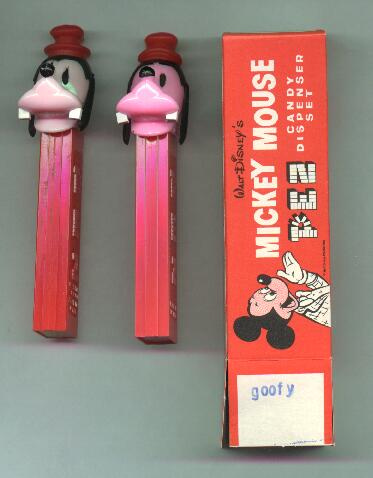 WALT DISNEY'S
MICKEY MOUSE
CANDY
DISPENSER
SET
PEZ
goofy